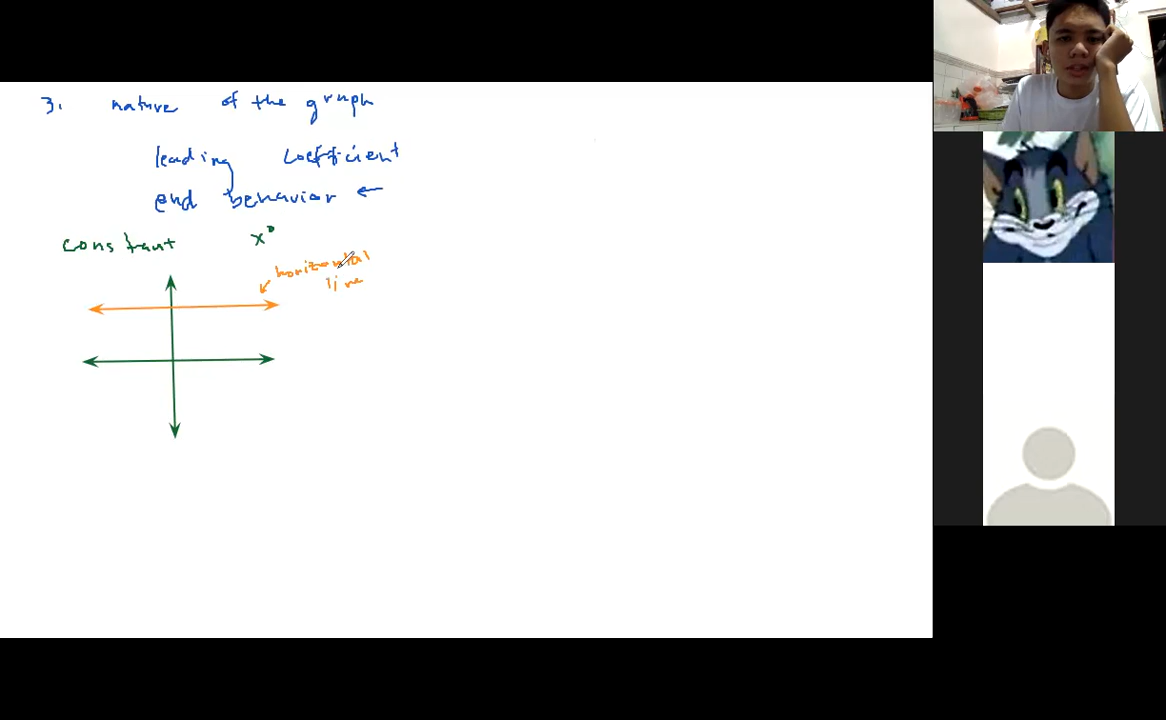 3. nature of the graph
leading coefficient
end behavior ←
constant x⁰
horizontal
line